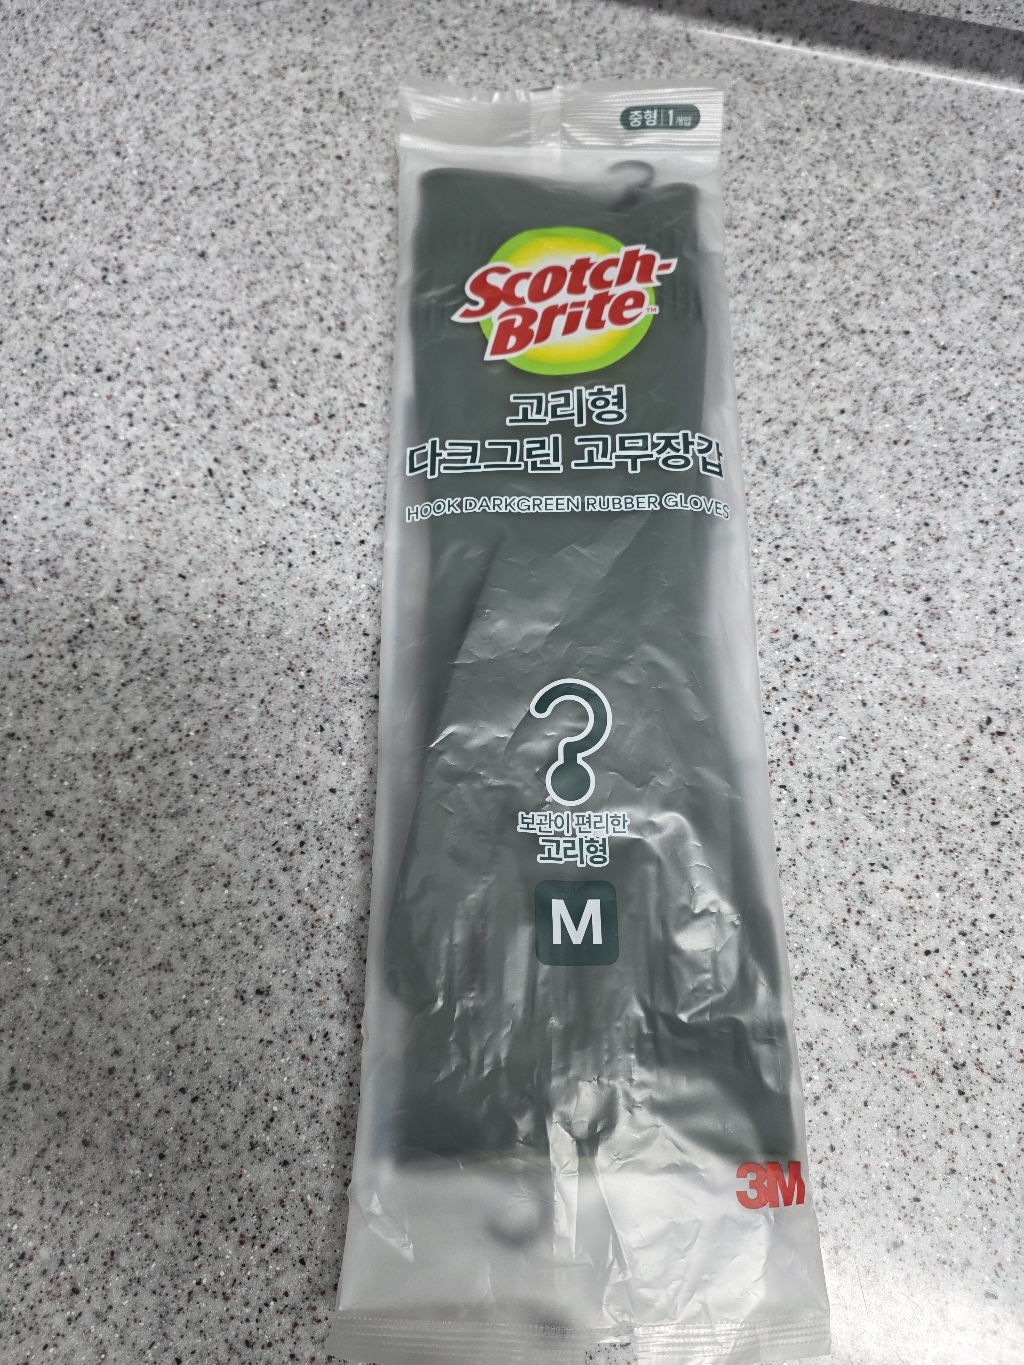 중형 1개입
Scotch-
Brite™
고리형
다크그린 고무장갑
HOOK DARKGREEN RUBBER GLOVES
보관이 편리한
고리형
M
3M